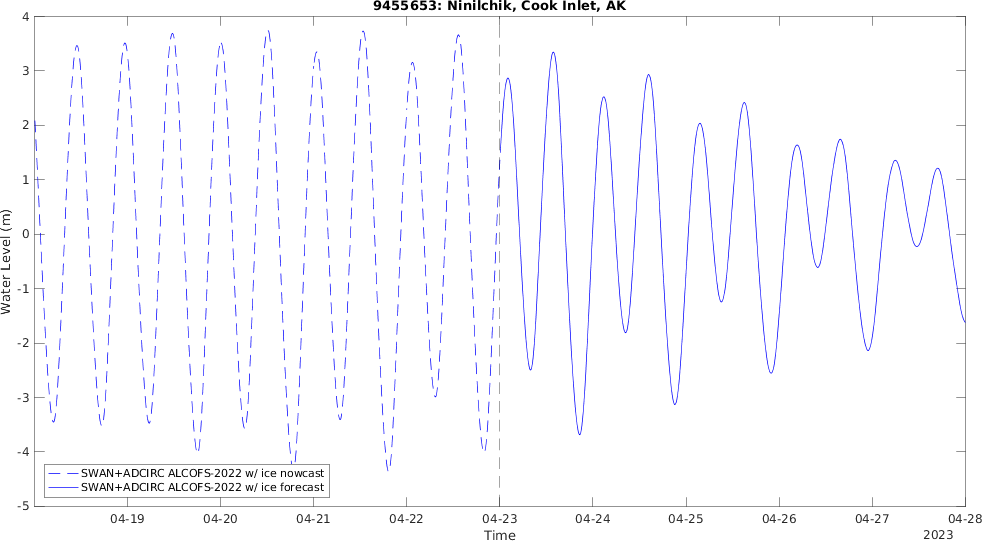 9455653: Ninilchik, Cook Inlet, AK
Water Level (m)
4
3
2
1
0
-1
-2
-3
-4
-5
SWAN+ADCIRC ALCOFS-2022 w/ ice nowcast
SWAN+ADCIRC ALCOFS-2022 w/ ice forecast
04-19 04-20 04-21 04-22 04-23 04-24 04-25 04-26 04-27 04-28
Time
2023